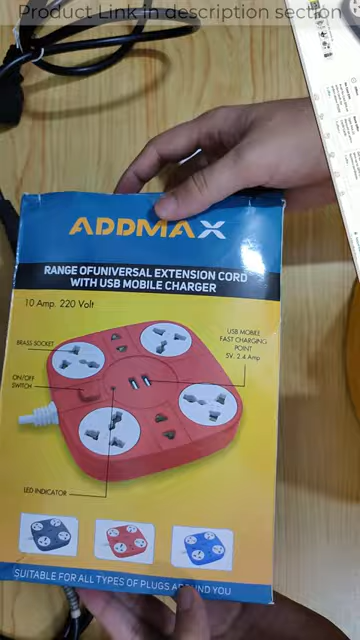 Product Link in description section
ADDMAX
RANGE OFUNIVERSAL EXTENSION CORD
WITH USB MOBILE CHARGER
10 Amp. 220 Volt
BRASS SOCKET
USB MOBIEL
FAST CHARGING
POINT
5V. 2.4 Amp
ON/OFF
SWITCH
LED INDICATOR
SUITABLE FOR ALL TYPES OF PLUGS AROUND YOU